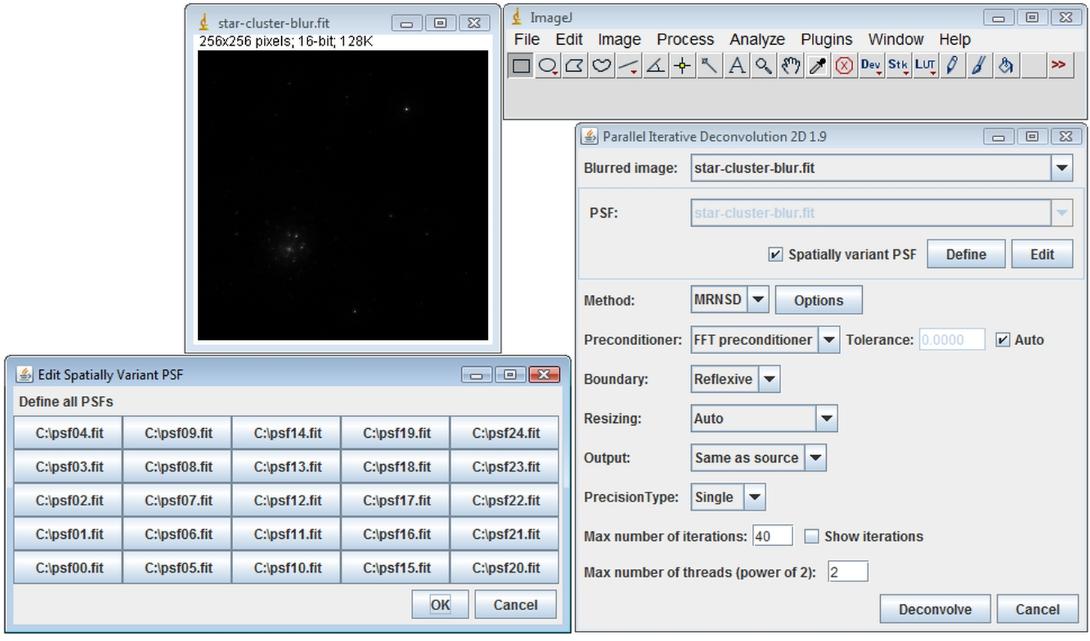 star-cluster-blur.fit
256x256 pixels; 16-bit; 128K
ImageJ
File Edit Image Process Analyze Plugins Window Help
Dev Stk LUT >>
Parallel Iterative Deconvolution 2D 1.9
Blurred image: star-cluster-blur.fit
PSF: star-cluster-blur.fit
Spatially variant PSF Define Edit
Method: MRNSD Options
Preconditioner: FFT preconditioner Tolerance: 0.0000 Auto
Boundary: Reflexive
Resizing: Auto
Output: Same as source
PrecisionType: Single
Max number of iterations: 40 Show iterations
Max number of threads (power of 2): 2
Deconvolve Cancel
Edit Spatially Variant PSF
Define all PSFs
C:\psf04.fit C:\psf09.fit C:\psf14.fit C:\psf19.fit C:\psf24.fit
C:\psf03.fit C:\psf08.fit C:\psf13.fit C:\psf18.fit C:\psf23.fit
C:\psf02.fit C:\psf07.fit C:\psf12.fit C:\psf17.fit C:\psf22.fit
C:\psf01.fit C:\psf06.fit C:\psf11.fit C:\psf16.fit C:\psf21.fit
C:\psf00.fit C:\psf05.fit C:\psf10.fit C:\psf15.fit C:\psf20.fit
OK Cancel